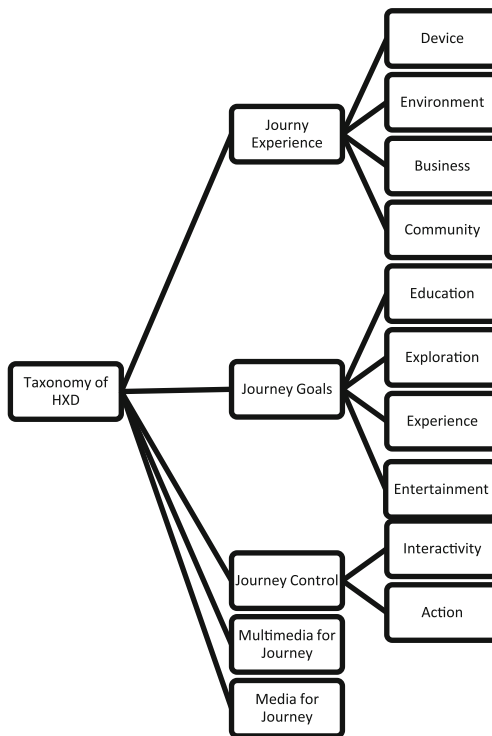 Taxonomy of
HXD
Journy
Experience
Device
Environment
Business
Community
Journey Goals
Education
Exploration
Experience
Entertainment
Journey Control
Interactivity
Action
Multimedia for
Journey
Media for
Journey